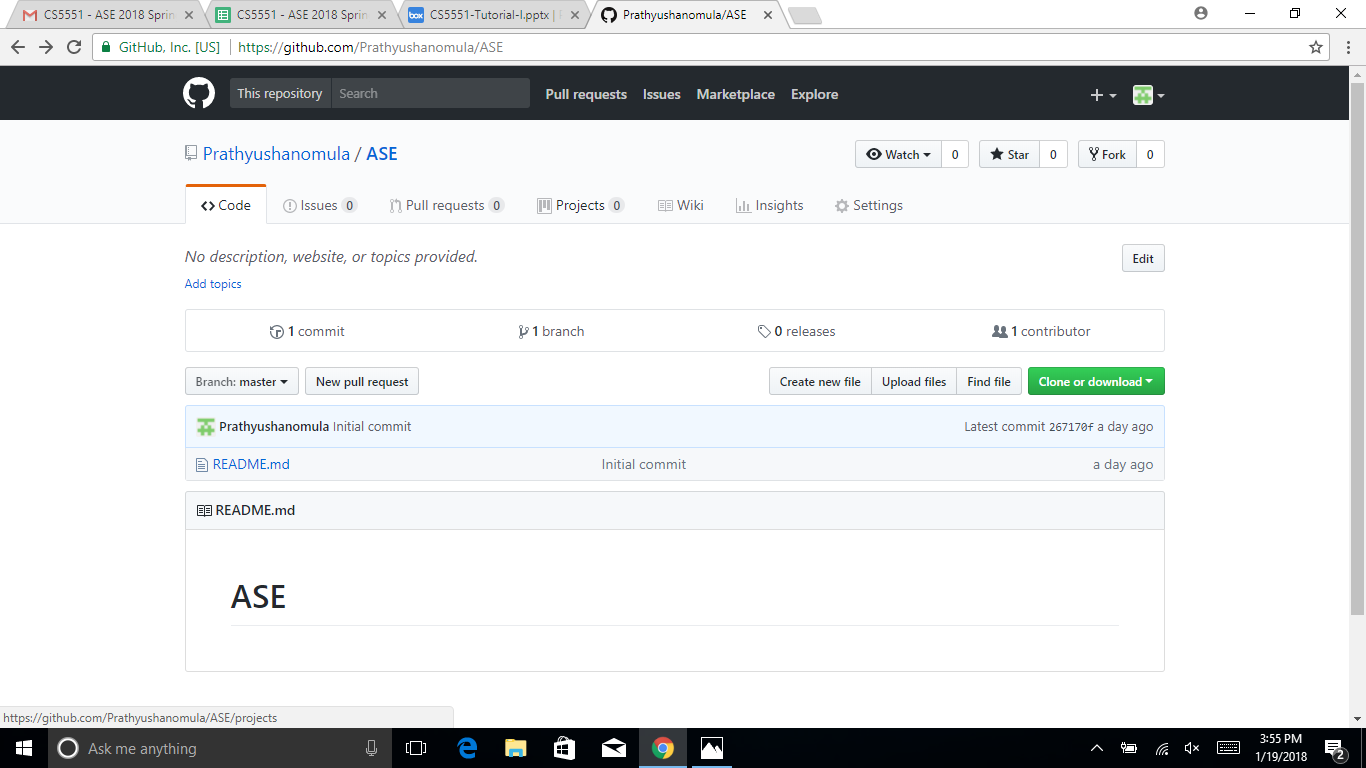 CS5551 - ASE 2018 Sprin
CS5551 - ASE 2018 Sprin
box CS5551-Tutorial-I.pptx |
Prathyushanomula/ASE
GitHub, Inc. [US] https://github.com/Prathyushanomula/ASE
This repository Search Pull requests Issues Marketplace Explore
Prathyushanomula / ASE
Watch 0 Star 0 Fork 0
Code Issues 0 Pull requests 0 Projects 0 Wiki Insights Settings
No description, website, or topics provided.
Edit
Add topics
1 commit 1 branch 0 releases 1 contributor
Branch: master New pull request Create new file Upload files Find file Clone or download
Prathyushanomula Initial commit Latest commit 267170f a day ago
README.md Initial commit a day ago
README.md
ASE
https://github.com/Prathyushanomula/ASE/projects
Ask me anything
3:55 PM
1/19/2018
2